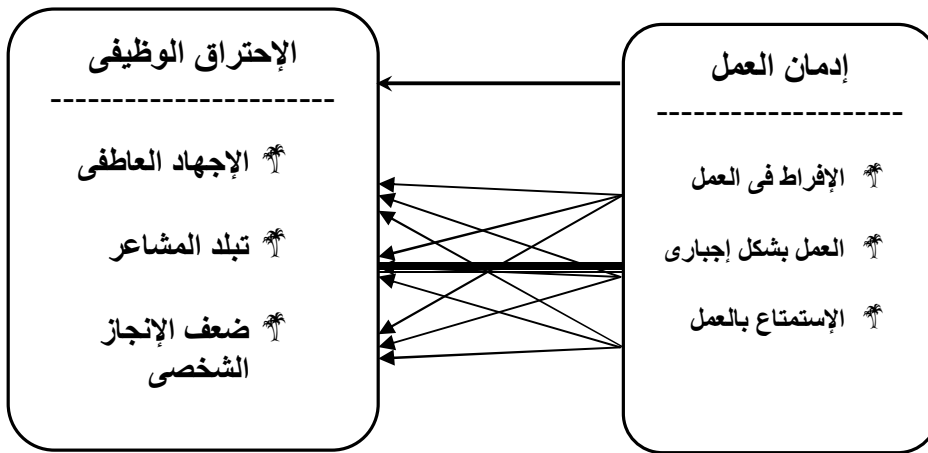 إدمان العمل
الإفراط فى العمل
العمل بشكل إجبارى
الإستمتاع بالعمل
الإحتراق الوظيفى
الإجهاد العاطفى
تبلد المشاعر
ضعف الإنجاز
الشخصى